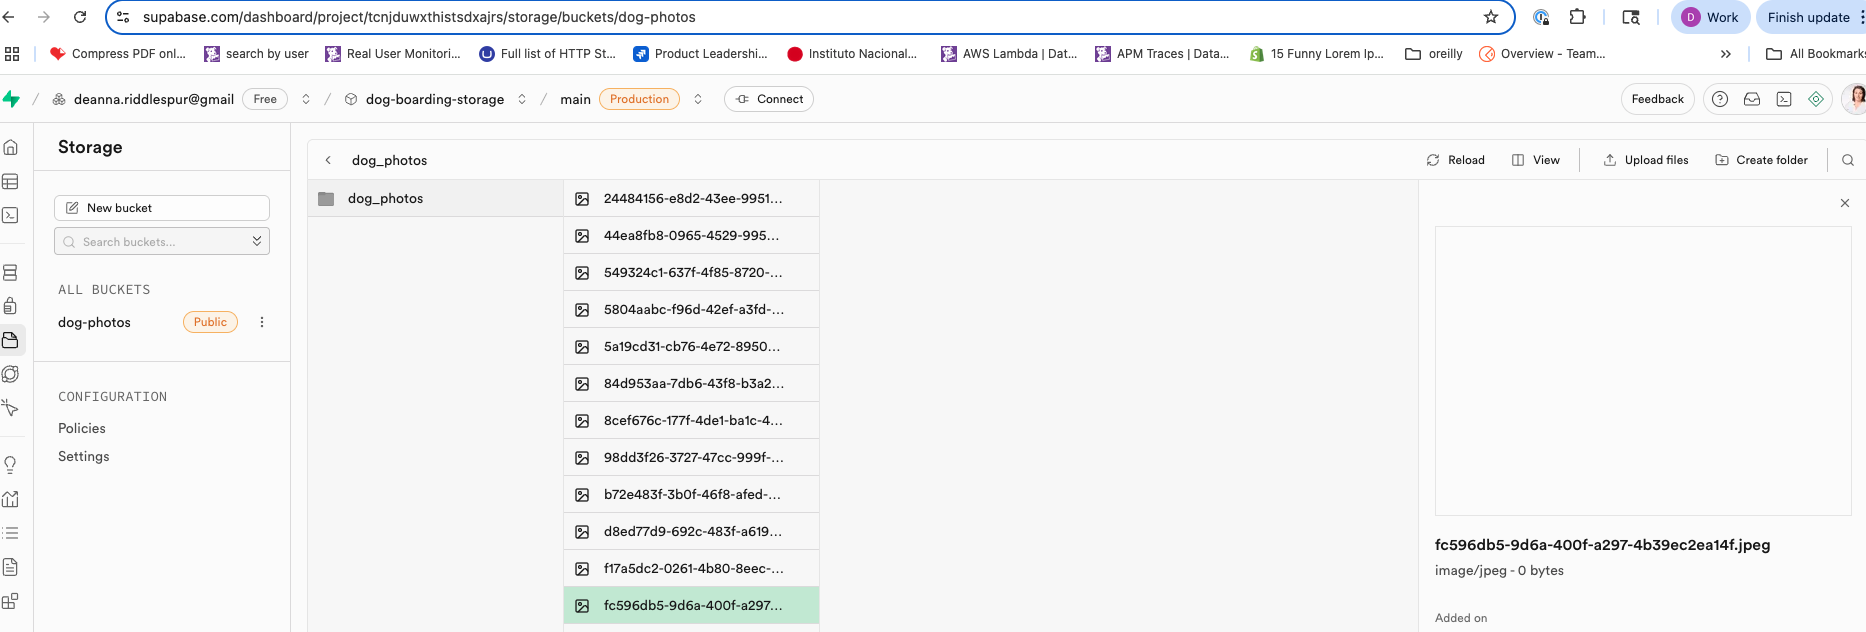 supabase.com/dashboard/project/tcnjduwxthistsdxajrs/storage/buckets/dog-photos
D Work
Finish update
Compress PDF onl... search by user Real User Monitori... Full list of HTTP St... Product Leadershi... Instituto Nacional... AWS Lambda | Dat... APM Traces | Data... 15 Funny Lorem Ip... oreilly Overview - Team... » All Bookmarks
/ deanna.riddlespur@gmail Free / dog-boarding-storage / main Production Connect Feedback
Storage
New bucket
Search buckets...
ALL BUCKETS
dog-photos Public
CONFIGURATION
Policies
Settings
dog_photos Reload View Upload files Create folder
dog_photos
24484156-e8d2-43ee-9951...
44ea8fb8-0965-4529-995...
549324c1-637f-4f85-8720-...
5804aabc-f96d-42ef-a3fd-...
5a19cd31-cb76-4e72-8950...
84d953aa-7db6-43f8-b3a2...
8cef676c-177f-4de1-ba1c-4...
98dd3f26-3727-47cc-999f-...
b72e483f-3b0f-46f8-afed-...
d8ed77d9-692c-483f-a619...
f17a5dc2-0261-4b80-8eec-...
fc596db5-9d6a-400f-a297...
fc596db5-9d6a-400f-a297-4b39ec2ea14f.jpeg
image/jpeg - 0 bytes
Added on